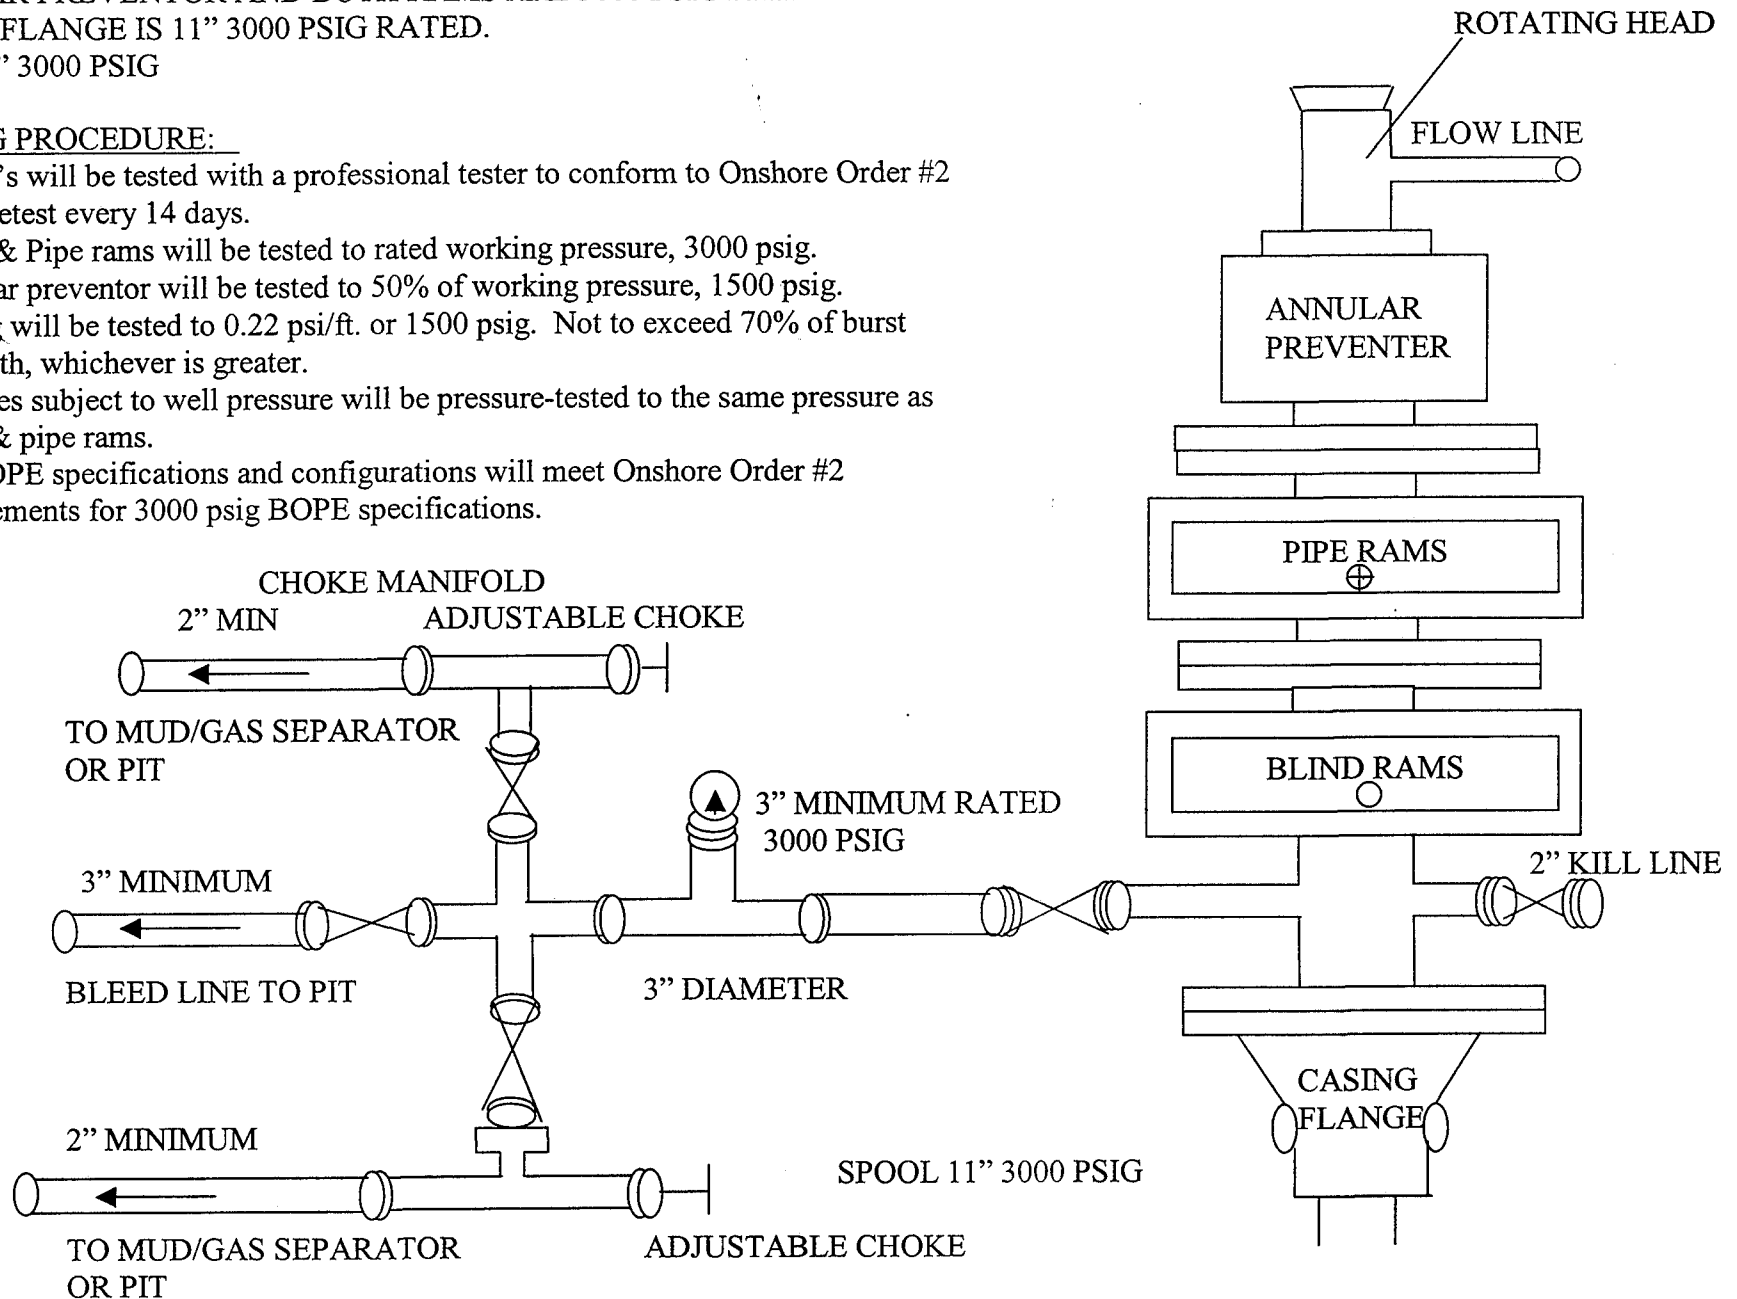 FLANGE IS 11” 3000 PSIG RATED.
” 3000 PSIG
PROCEDURE:
’s will be tested with a professional tester to conform to Onshore Order #2
etest every 14 days.
& Pipe rams will be tested to rated working pressure, 3000 psig.
ar preventor will be tested to 50% of working pressure, 1500 psig.
will be tested to 0.22 psi/ft. or 1500 psig. Not to exceed 70% of burst
th, whichever is greater.
es subject to well pressure will be pressure-tested to the same pressure as
& pipe rams.
OPE specifications and configurations will meet Onshore Order #2
ements for 3000 psig BOPE specifications.
ROTATING HEAD
FLOW LINE
ANNULAR
PREVENTER
PIPE RAMS
BLIND RAMS
2” KILL LINE
CASING
FLANGE
CHOKE MANIFOLD
2” MIN
ADJUSTABLE CHOKE
TO MUD/GAS SEPARATOR
OR PIT
3” MINIMUM RATED
3000 PSIG
3” MINIMUM
BLEED LINE TO PIT
3” DIAMETER
2” MINIMUM
SPOOL 11” 3000 PSIG
TO MUD/GAS SEPARATOR
OR PIT
ADJUSTABLE CHOKE